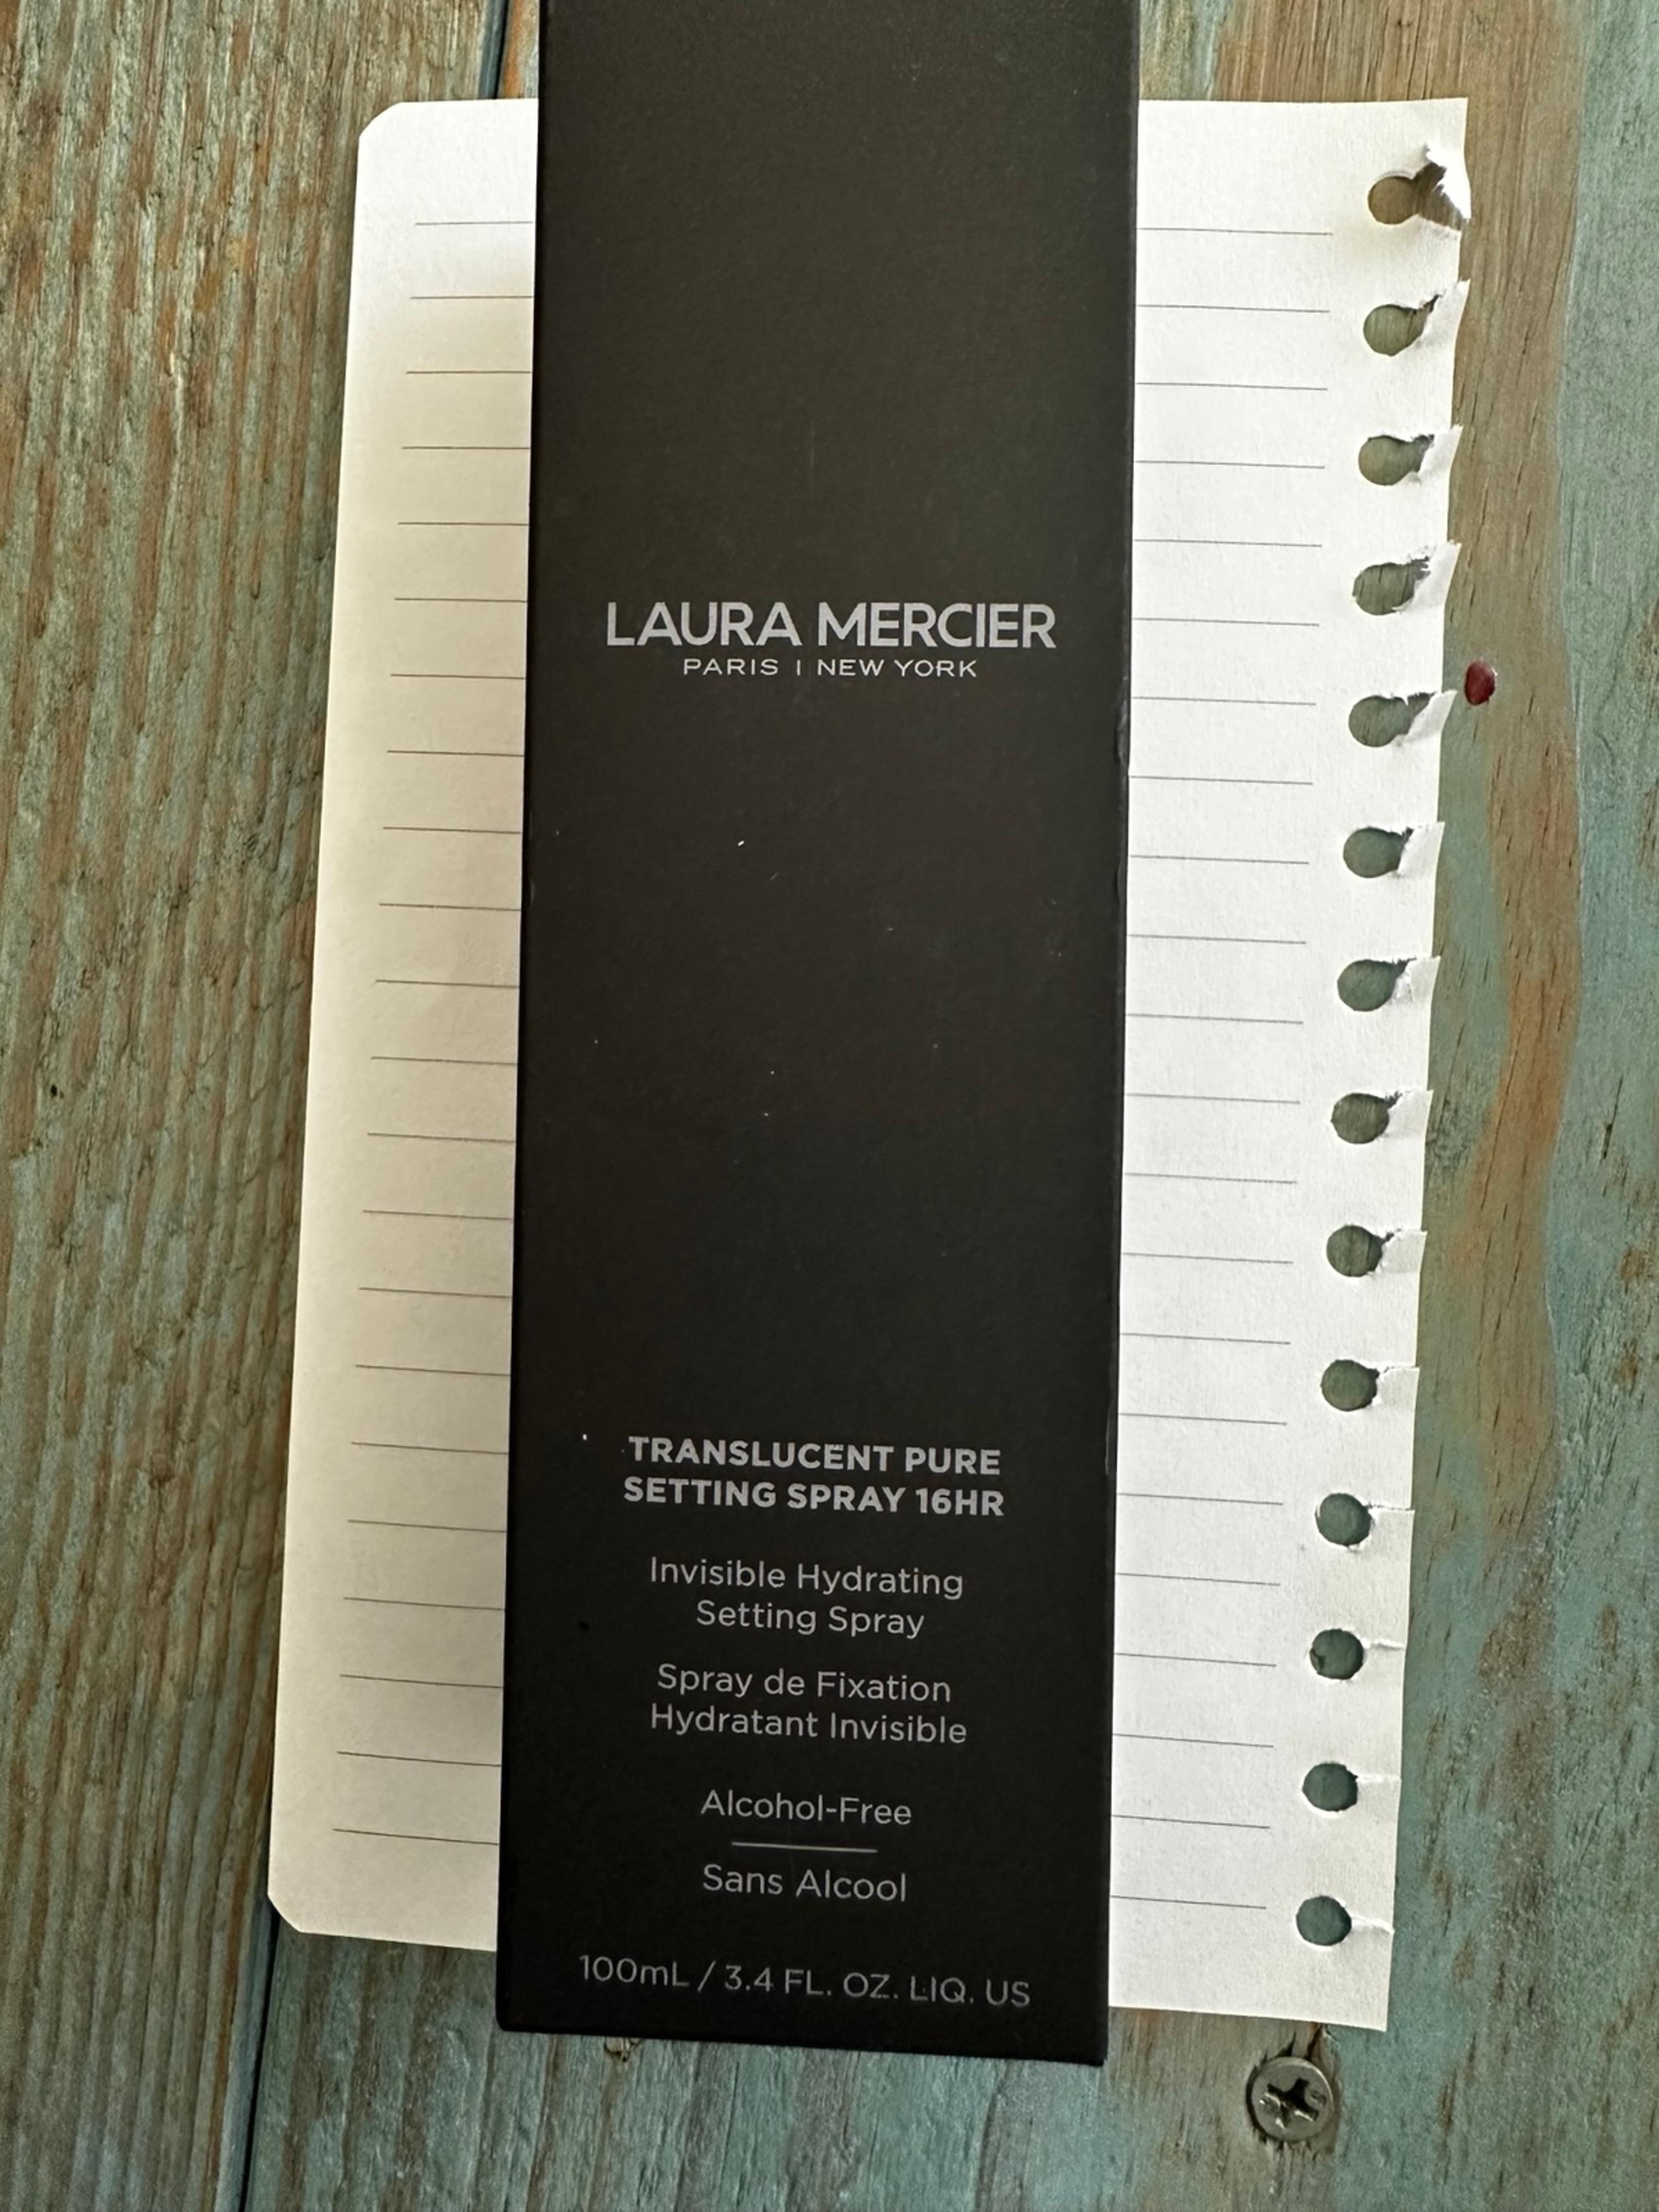 LAURA MERCIER
PARIS | NEW YORK
TRANSLUCENT PURE
SETTING SPRAY 16HR
Invisible Hydrating
Setting Spray
Spray de Fixation
Hydratant Invisible
Alcohol-Free
Sans Alcool
100mL / 3.4 FL. OZ. LIQ. US